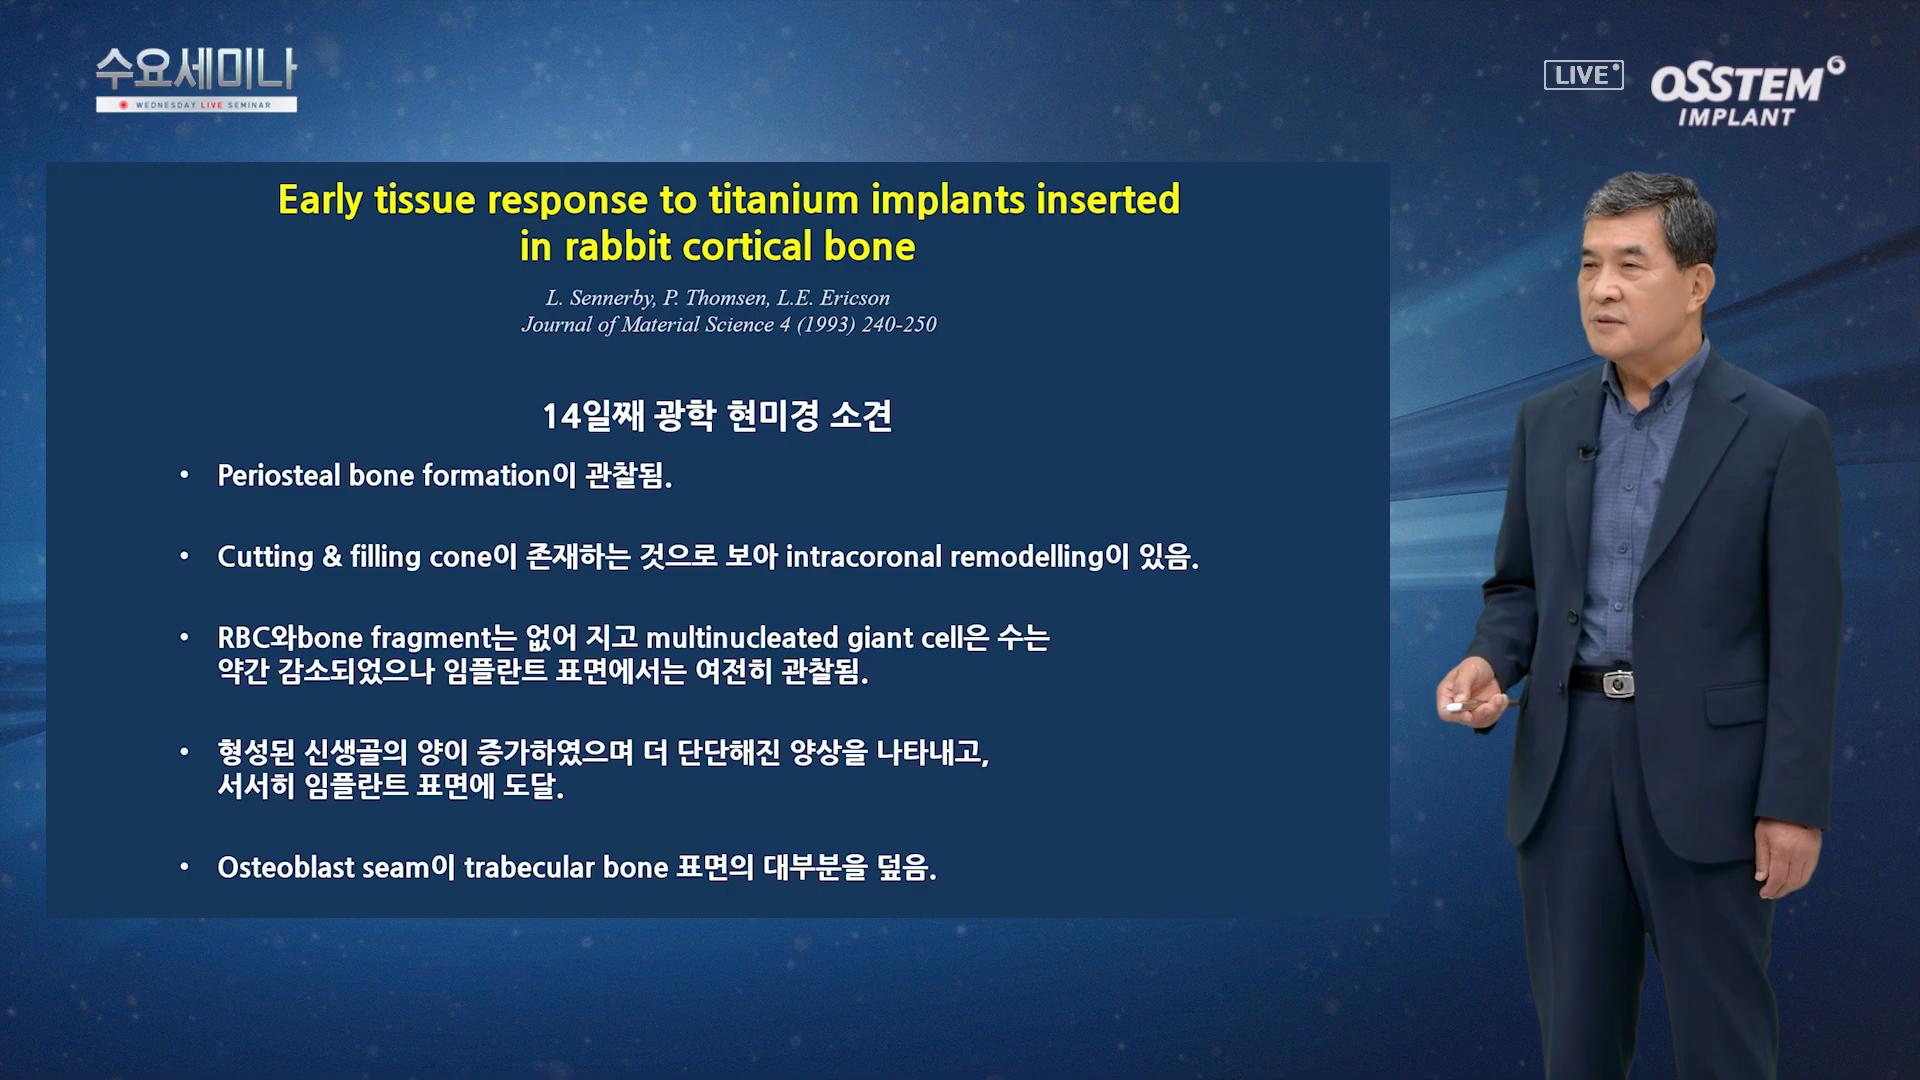 수요세미나
WEDNESDAY LIVE SEMINAR
LIVE
OSSTEM
IMPLANT
Early tissue response to titanium implants inserted
in rabbit cortical bone
L. Sennerby, P. Thomsen, L.E. Ericson
Journal of Material Science 4 (1993) 240-250
14일째 광학 현미경 소견
• Periosteal bone formation이 관찰됨.
• Cutting & filling cone이 존재하는 것으로 보아 intracoronal remodelling이 있음.
• RBC와bone fragment는 없어 지고 multinucleated giant cell은 수는
약간 감소되었으나 임플란트 표면에서는 여전히 관찰됨.
• 형성된 신생골의 양이 증가하였으며 더 단단해진 양상을 나타내고,
서서히 임플란트 표면에 도달.
• Osteoblast seam이 trabecular bone 표면의 대부분을 덮음.